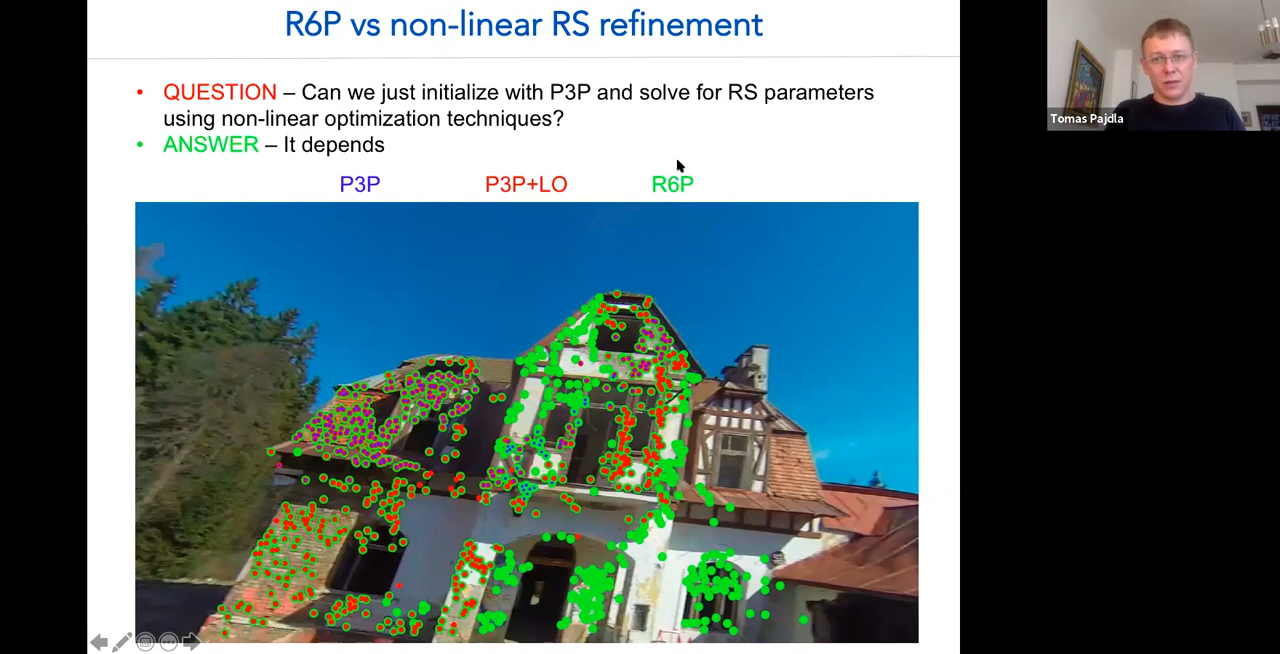 R6P vs non-linear RS refinement
• QUESTION – Can we just initialize with P3P and solve for RS parameters
using non-linear optimization techniques?
• ANSWER – It depends
P3P P3P+LO R6P
Tomas Pajdla